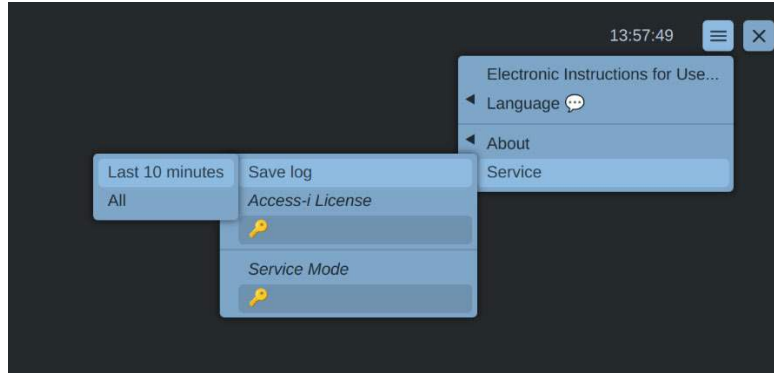 13:57:49
Electronic Instructions for Use...
Language
About
Service
Save log
Access-i License
Service Mode
Last 10 minutes
All